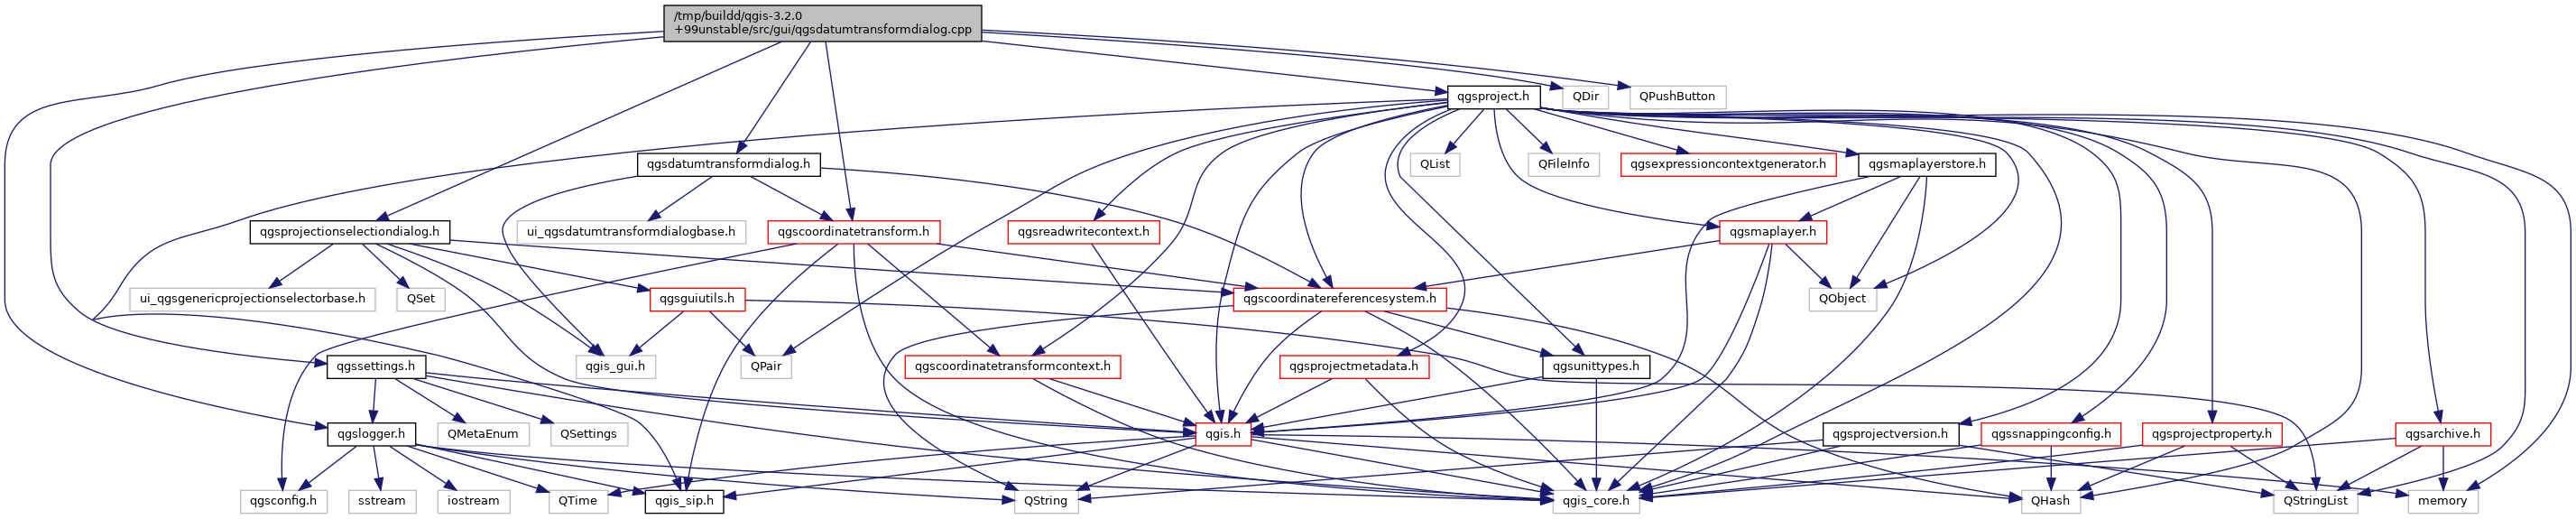 /tmp/buildd/qgis-3.2.0
+99unstable/src/gui/qgsdatumtransformdialog.cpp
qgsproject.h
QDir
QPushButton
qgsdatumtransformdialog.h
QList
QFileInfo
qgsexpressioncontextgenerator.h
qgsmaplayerstore.h
qgsprojectionselectiondialog.h
ui_qgsdatumtransformdialogbase.h
qgscoordinatetransform.h
qgsreadwritecontext.h
qgsmaplayer.h
ui_qgsgenericprojectionselectorbase.h
QSet
qgsguiutils.h
qgscoordinatereferencesystem.h
QObject
qgssettings.h
qgis_gui.h
QPair
qgscoordinatetransformcontext.h
qgsprojectmetadata.h
qgsunittypes.h
qgslogger.h
QMetaEnum
QSettings
qgis.h
qgsprojectversion.h
qgssnappingconfig.h
qgsprojectproperty.h
qgsarchive.h
qgsconfig.h
sstream
iostream
QTime
qgis_sip.h
QString
qgis_core.h
QHash
QStringList
memory